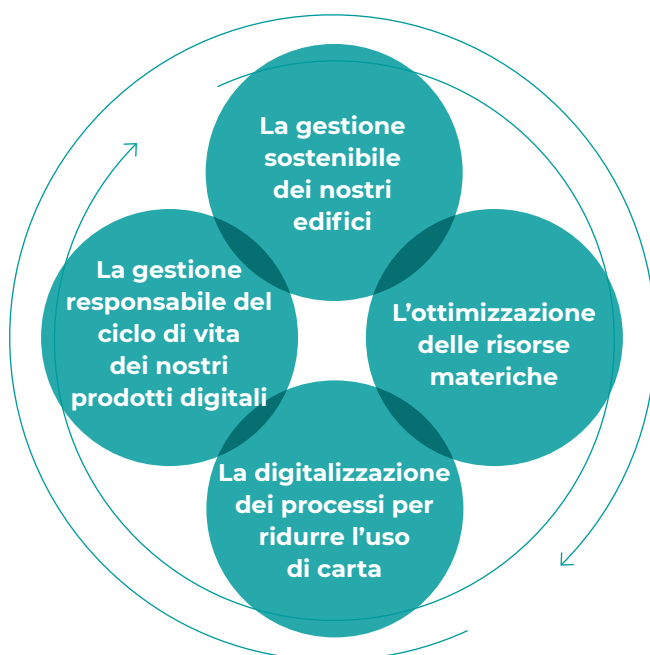 La gestione
sostenibile
dei nostri
edifici
La gestione
responsabile del
ciclo di vita
dei nostri
prodotti digitali
L’ottimizzazione
delle risorse
materiche
La digitalizzazione
dei processi per
ridurre l’uso
di carta